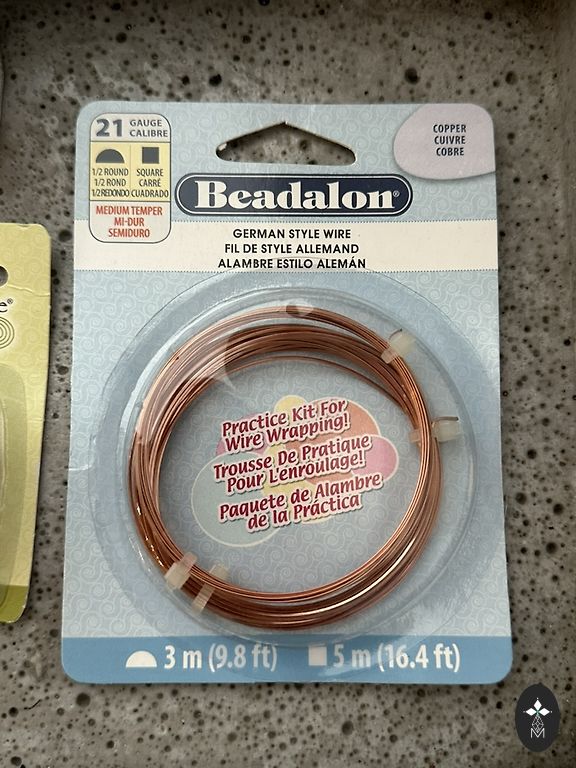 21 GAUGE
CALIBRE
1/2 ROUND
1/2 ROND
1/2 REDONDO
SQUARE
CARRÉ
CUADRADO
MEDIUM TEMPER
MI-DUR
SEMIDURO
COPPER
CUIVRE
COBRE
Beadalon®
GERMAN STYLE WIRE
FIL DE STYLE ALLEMAND
ALAMBRE ESTILO ALEMÁN
Practice Kit For
Wire Wrapping!
Trousse De Pratique
Pour L'enroulage!
Paquete de Alambre
de la Práctica
3 m (9.8 ft)
5 m (16.4 ft)
e®
M